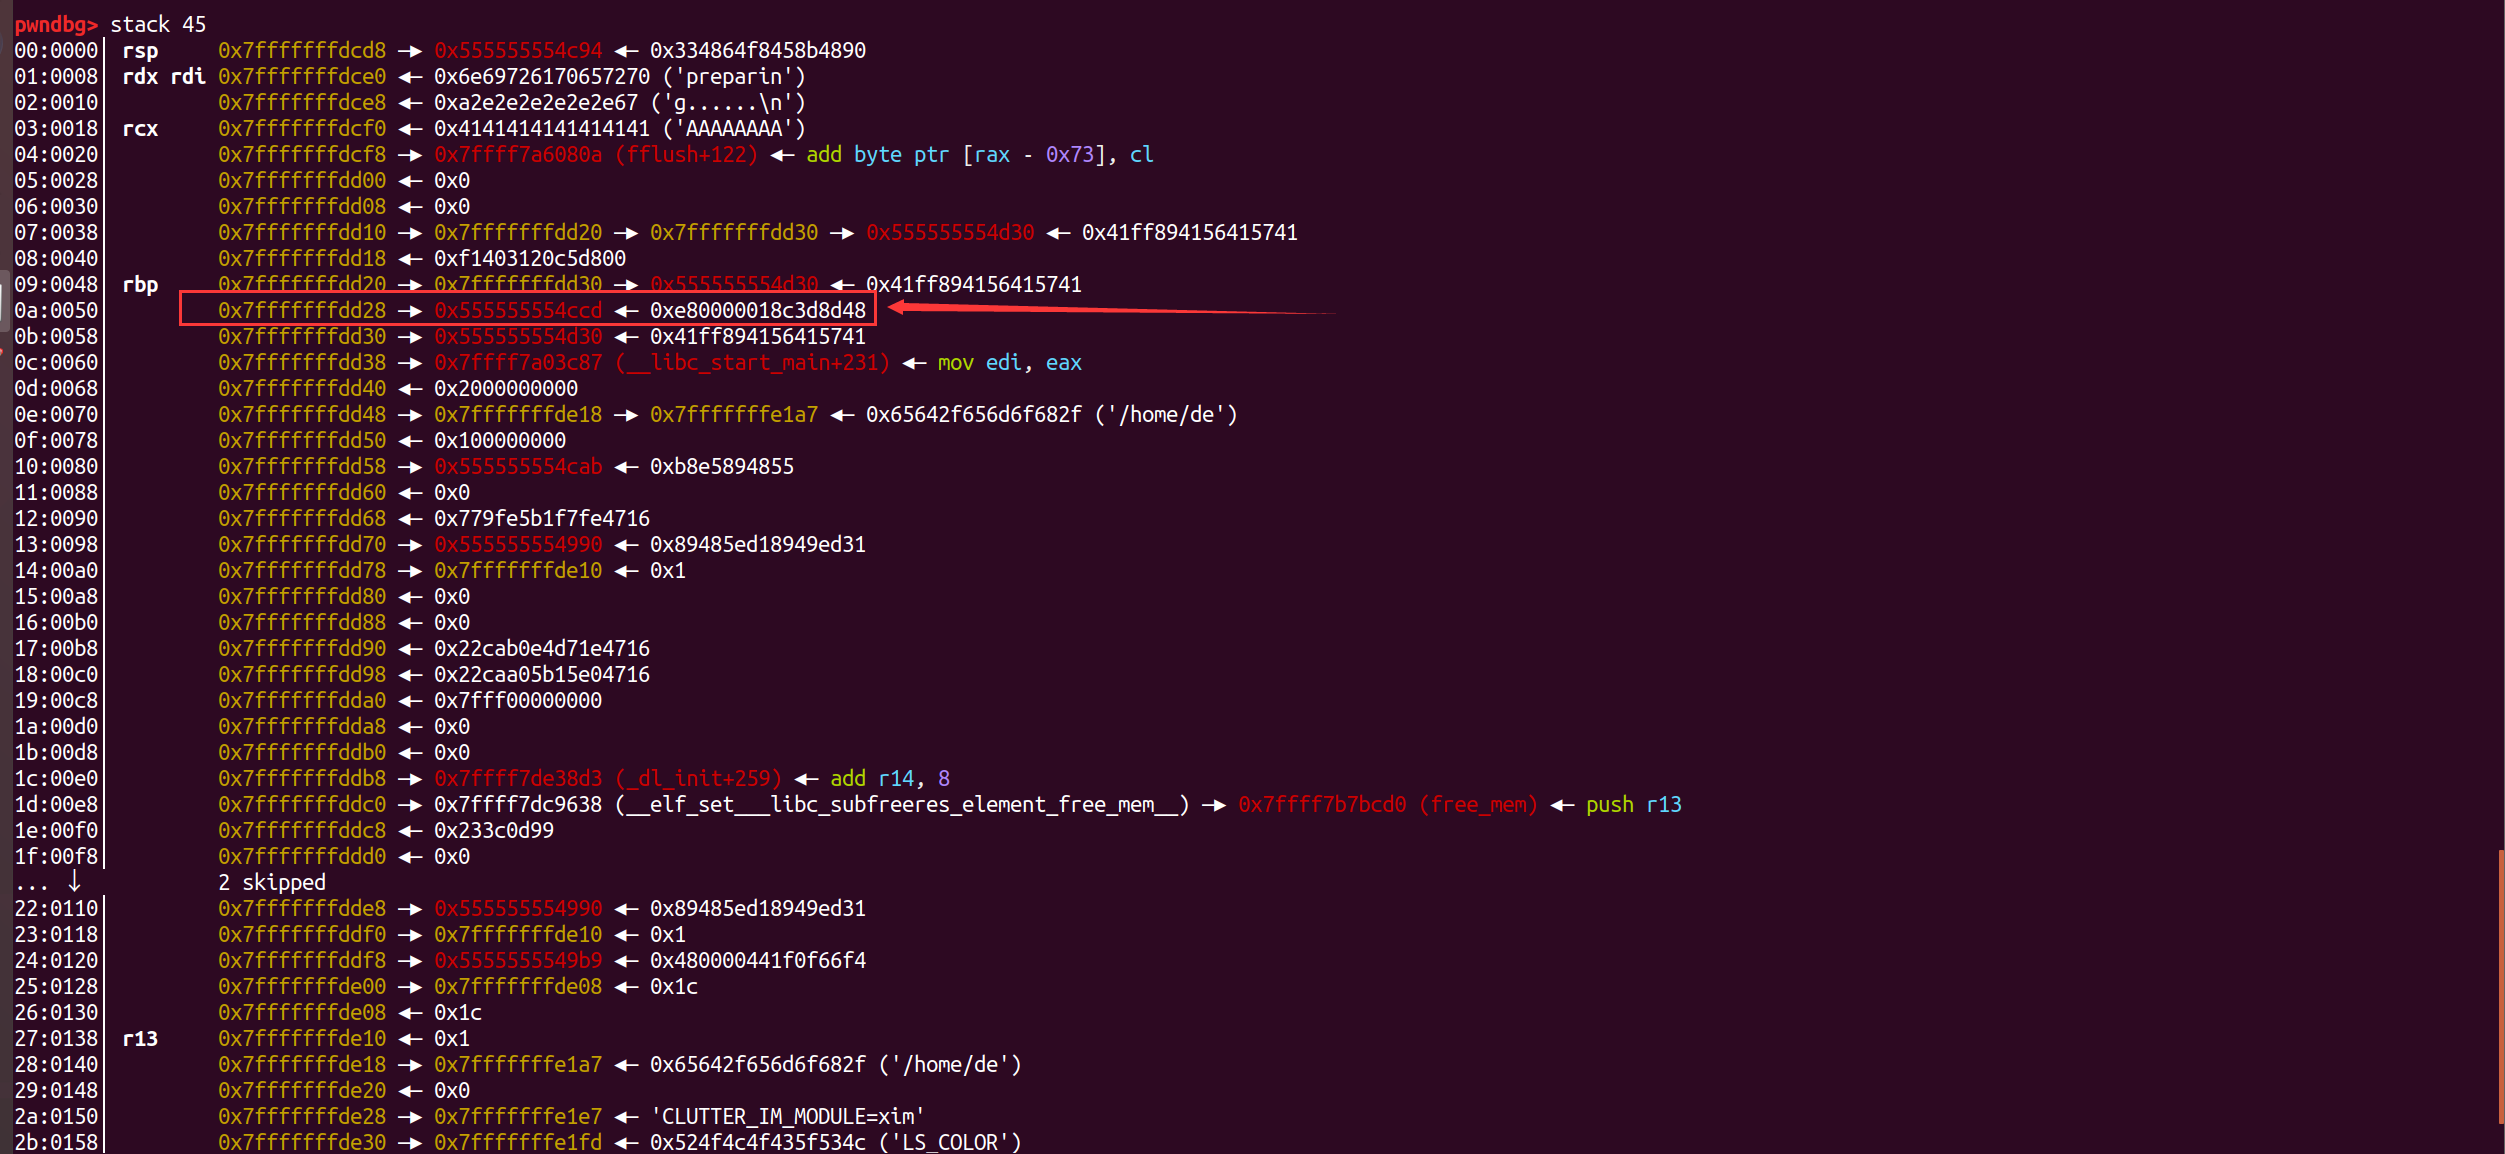 pwndbg> stack 45
00:0000│ rsp     0x7fffffffdcd8 —▸ 0x555555554c94 ◂— 0x334864f8458b4890
01:0008│ rdx rdi 0x7fffffffdce0 ◂— 0x6e69726170657270 ('preparin')
02:0010│         0x7fffffffdce8 ◂— 0xa2e2e2e2e2e2e67 ('g......\n')
03:0018│ rcx     0x7fffffffdcf0 ◂— 0x4141414141414141 ('AAAAAAAA')
04:0020│         0x7fffffffdcf8 —▸ 0x7ffff7a6080a (fflush+122) ◂— add byte ptr [rax - 0x73], cl
05:0028│         0x7fffffffdd00 ◂— 0x0
06:0030│         0x7fffffffdd08 ◂— 0x0
07:0038│         0x7fffffffdd10 —▸ 0x7fffffffdd20 —▸ 0x7fffffffdd30 —▸ 0x555555554d30 ◂— 0x41ff894156415741
08:0040│         0x7fffffffdd18 ◂— 0xf1403120c5d800
09:0048│ rbp     0x7fffffffdd20 —▸ 0x7fffffffdd30 —▸ 0x555555554d30 ◂— 0x41ff894156415741
0a:0050│         0x7fffffffdd28 —▸ 0x555555554ccd ◂— 0xe80000018c3d8d48
0b:0058│         0x7fffffffdd30 —▸ 0x555555554d30 ◂— 0x41ff894156415741
0c:0060│         0x7fffffffdd38 —▸ 0x7ffff7a03c87 (__libc_start_main+231) ◂— mov edi, eax
0d:0068│         0x7fffffffdd40 ◂— 0x2000000000
0e:0070│         0x7fffffffdd48 —▸ 0x7fffffffde18 —▸ 0x7fffffffe1a7 ◂— 0x65642f656d6f682f ('/home/de')
0f:0078│         0x7fffffffdd50 ◂— 0x100000000
10:0080│         0x7fffffffdd58 —▸ 0x555555554cab ◂— 0xb8e5894855
11:0088│         0x7fffffffdd60 ◂— 0x0
12:0090│         0x7fffffffdd68 ◂— 0x779fe5b1f7fe4716
13:0098│         0x7fffffffdd70 —▸ 0x555555554990 ◂— 0x89485ed18949ed31
14:00a0│         0x7fffffffdd78 —▸ 0x7fffffffde10 ◂— 0x1
15:00a8│         0x7fffffffdd80 ◂— 0x0
16:00b0│         0x7fffffffdd88 ◂— 0x0
17:00b8│         0x7fffffffdd90 ◂— 0x22cab0e4d71e4716
18:00c0│         0x7fffffffdd98 ◂— 0x22caa05b15e04716
19:00c8│         0x7fffffffdda0 ◂— 0x7fff00000000
1a:00d0│         0x7fffffffdda8 ◂— 0x0
1b:00d8│         0x7fffffffddb0 ◂— 0x0
1c:00e0│         0x7fffffffddb8 —▸ 0x7ffff7de38d3 (_dl_init+259) ◂— add r14, 8
1d:00e8│         0x7fffffffddc0 —▸ 0x7ffff7dc9638 (__elf_set___libc_subfreeres_element_free_mem__) —▸ 0x7ffff7b7bcd0 (free_mem) ◂— push r13
1e:00f0│         0x7fffffffddc8 ◂— 0x233c0d99
1f:00f8│         0x7fffffffddd0 ◂— 0x0
... ↓            2 skipped
22:0110│         0x7fffffffdde8 —▸ 0x555555554990 ◂— 0x89485ed18949ed31
23:0118│         0x7fffffffddf0 —▸ 0x7fffffffde10 ◂— 0x1
24:0120│         0x7fffffffddf8 —▸ 0x5555555549b9 ◂— 0x480000441f0f66f4
25:0128│         0x7fffffffde00 —▸ 0x7fffffffde08 ◂— 0x1c
26:0130│         0x7fffffffde08 ◂— 0x1c
27:0138│ r13     0x7fffffffde10 ◂— 0x1
28:0140│         0x7fffffffde18 —▸ 0x7fffffffe1a7 ◂— 0x65642f656d6f682f ('/home/de')
29:0148│         0x7fffffffde20 ◂— 0x0
2a:0150│         0x7fffffffde28 —▸ 0x7fffffffe1e7 ◂— 'CLUTTER_IM_MODULE=xim'
2b:0158│         0x7fffffffde30 —▸ 0x7fffffffe1fd ◂— 0x524f4c4f435f534c ('LS_COLOR')